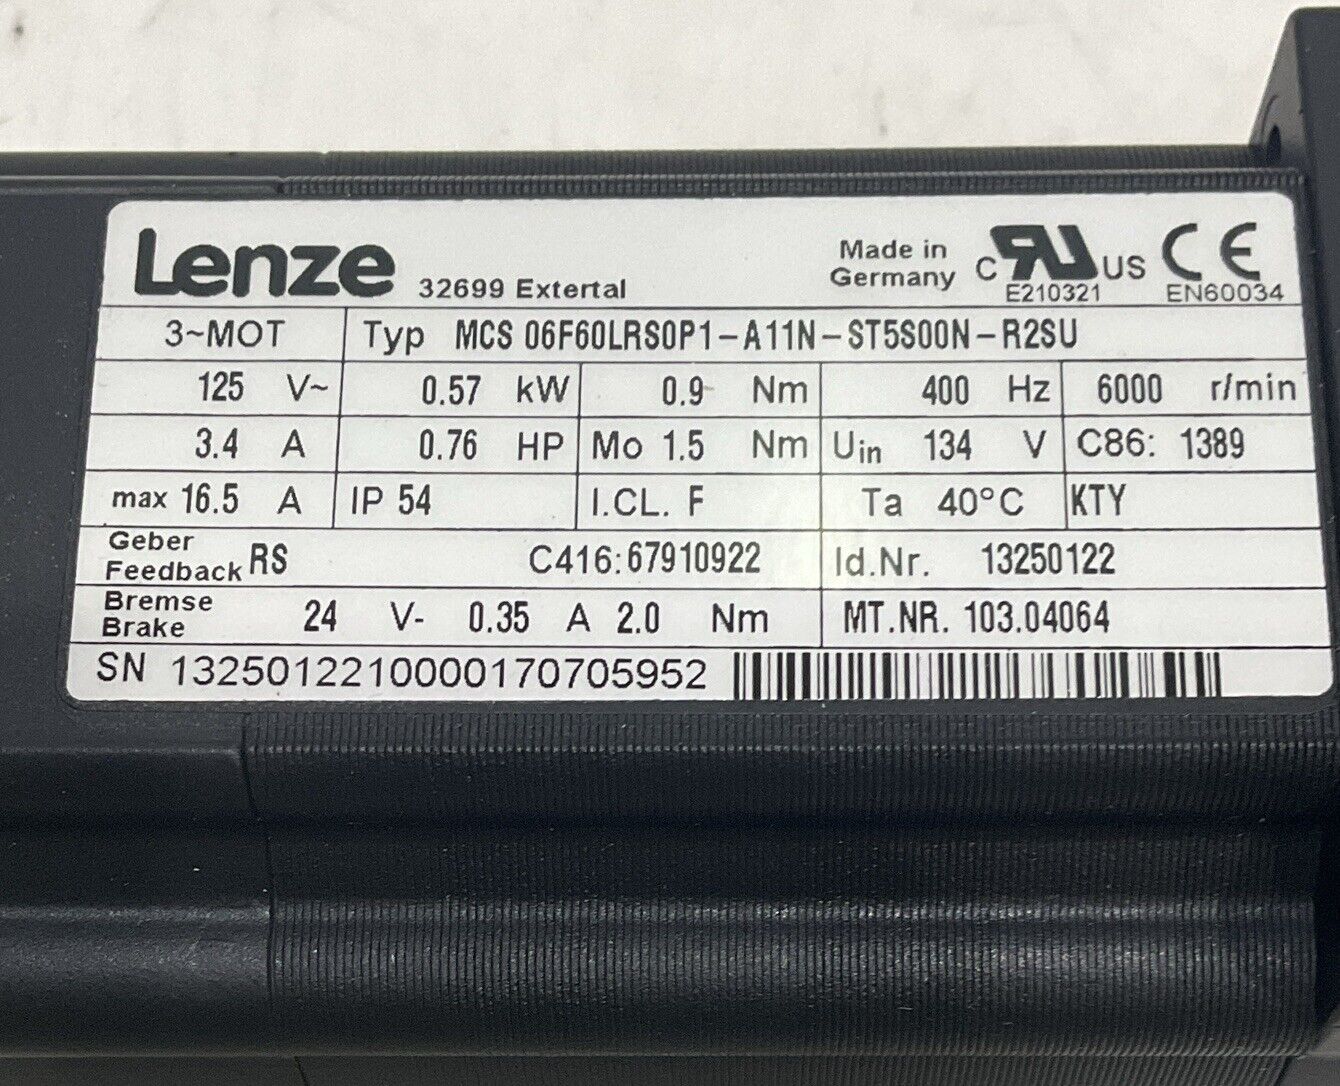 Lenze 32699 Extertal Made in Germany C RU US E210321 CE EN60034
3~MOT Typ MCS 06F60LRS0P1-A11N-ST5S00N-R2SU
125 V~ 0.57 kW 0.9 Nm 400 Hz 6000 r/min
3.4 A 0.76 HP Mo 1.5 Nm Uin 134 V C86: 1389
max 16.5 A IP 54 I.CL. F Ta 40°C KTY
Geber
Feedback RS C416:67910922 Id.Nr. 13250122
Bremse
Brake 24 V- 0.35 A 2.0 Nm MT.NR. 103.04064
SN 1325012210000170705952